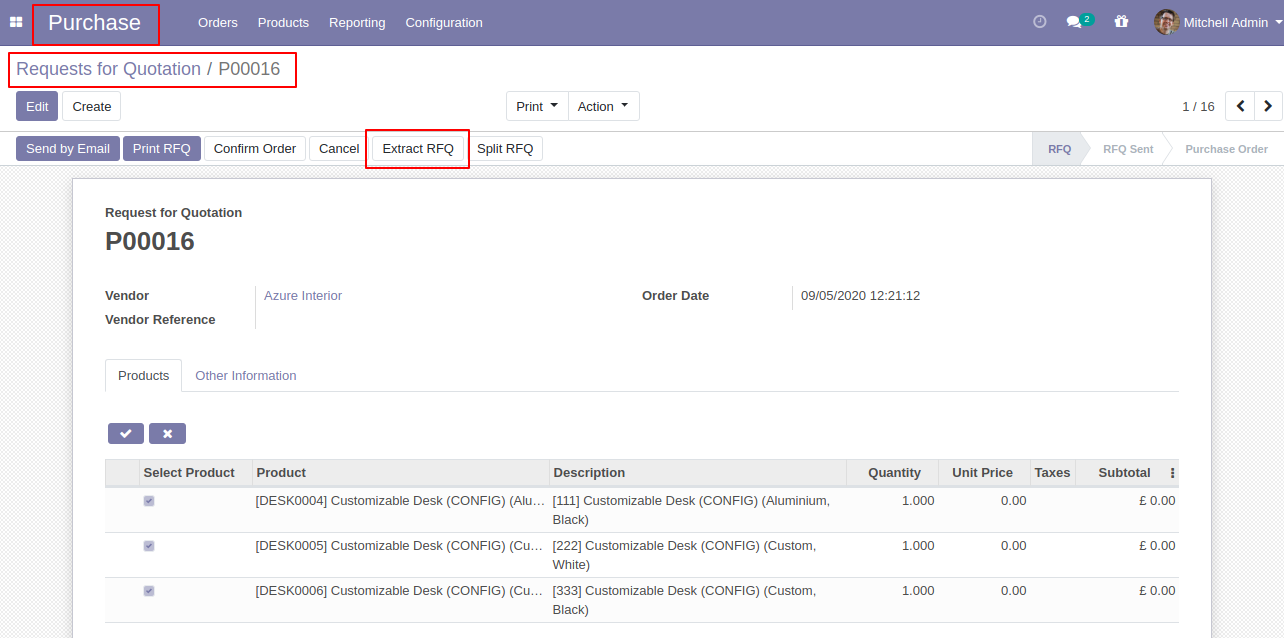 Purchase Orders Products Reporting Configuration 2 Mitchell Admin
Requests for Quotation / P00016
Edit Create Print Action 1 / 16
Send by Email Print RFQ Confirm Order Cancel Extract RFQ Split RFQ RFQ RFQ Sent Purchase Order
Request for Quotation
P00016
Vendor Azure Interior Order Date 09/05/2020 12:21:12
Vendor Reference
Products Other Information
Select Product Product Description Quantity Unit Price Taxes Subtotal
[DESK0004] Customizable Desk (CONFIG) (Alu… [111] Customizable Desk (CONFIG) (Aluminium, 1.000 0.00 £ 0.00
Black)
[DESK0005] Customizable Desk (CONFIG) (Cu… [222] Customizable Desk (CONFIG) (Custom, 1.000 0.00 £ 0.00
White)
[DESK0006] Customizable Desk (CONFIG) (Cu… [333] Customizable Desk (CONFIG) (Custom, 1.000 0.00 £ 0.00
Black)